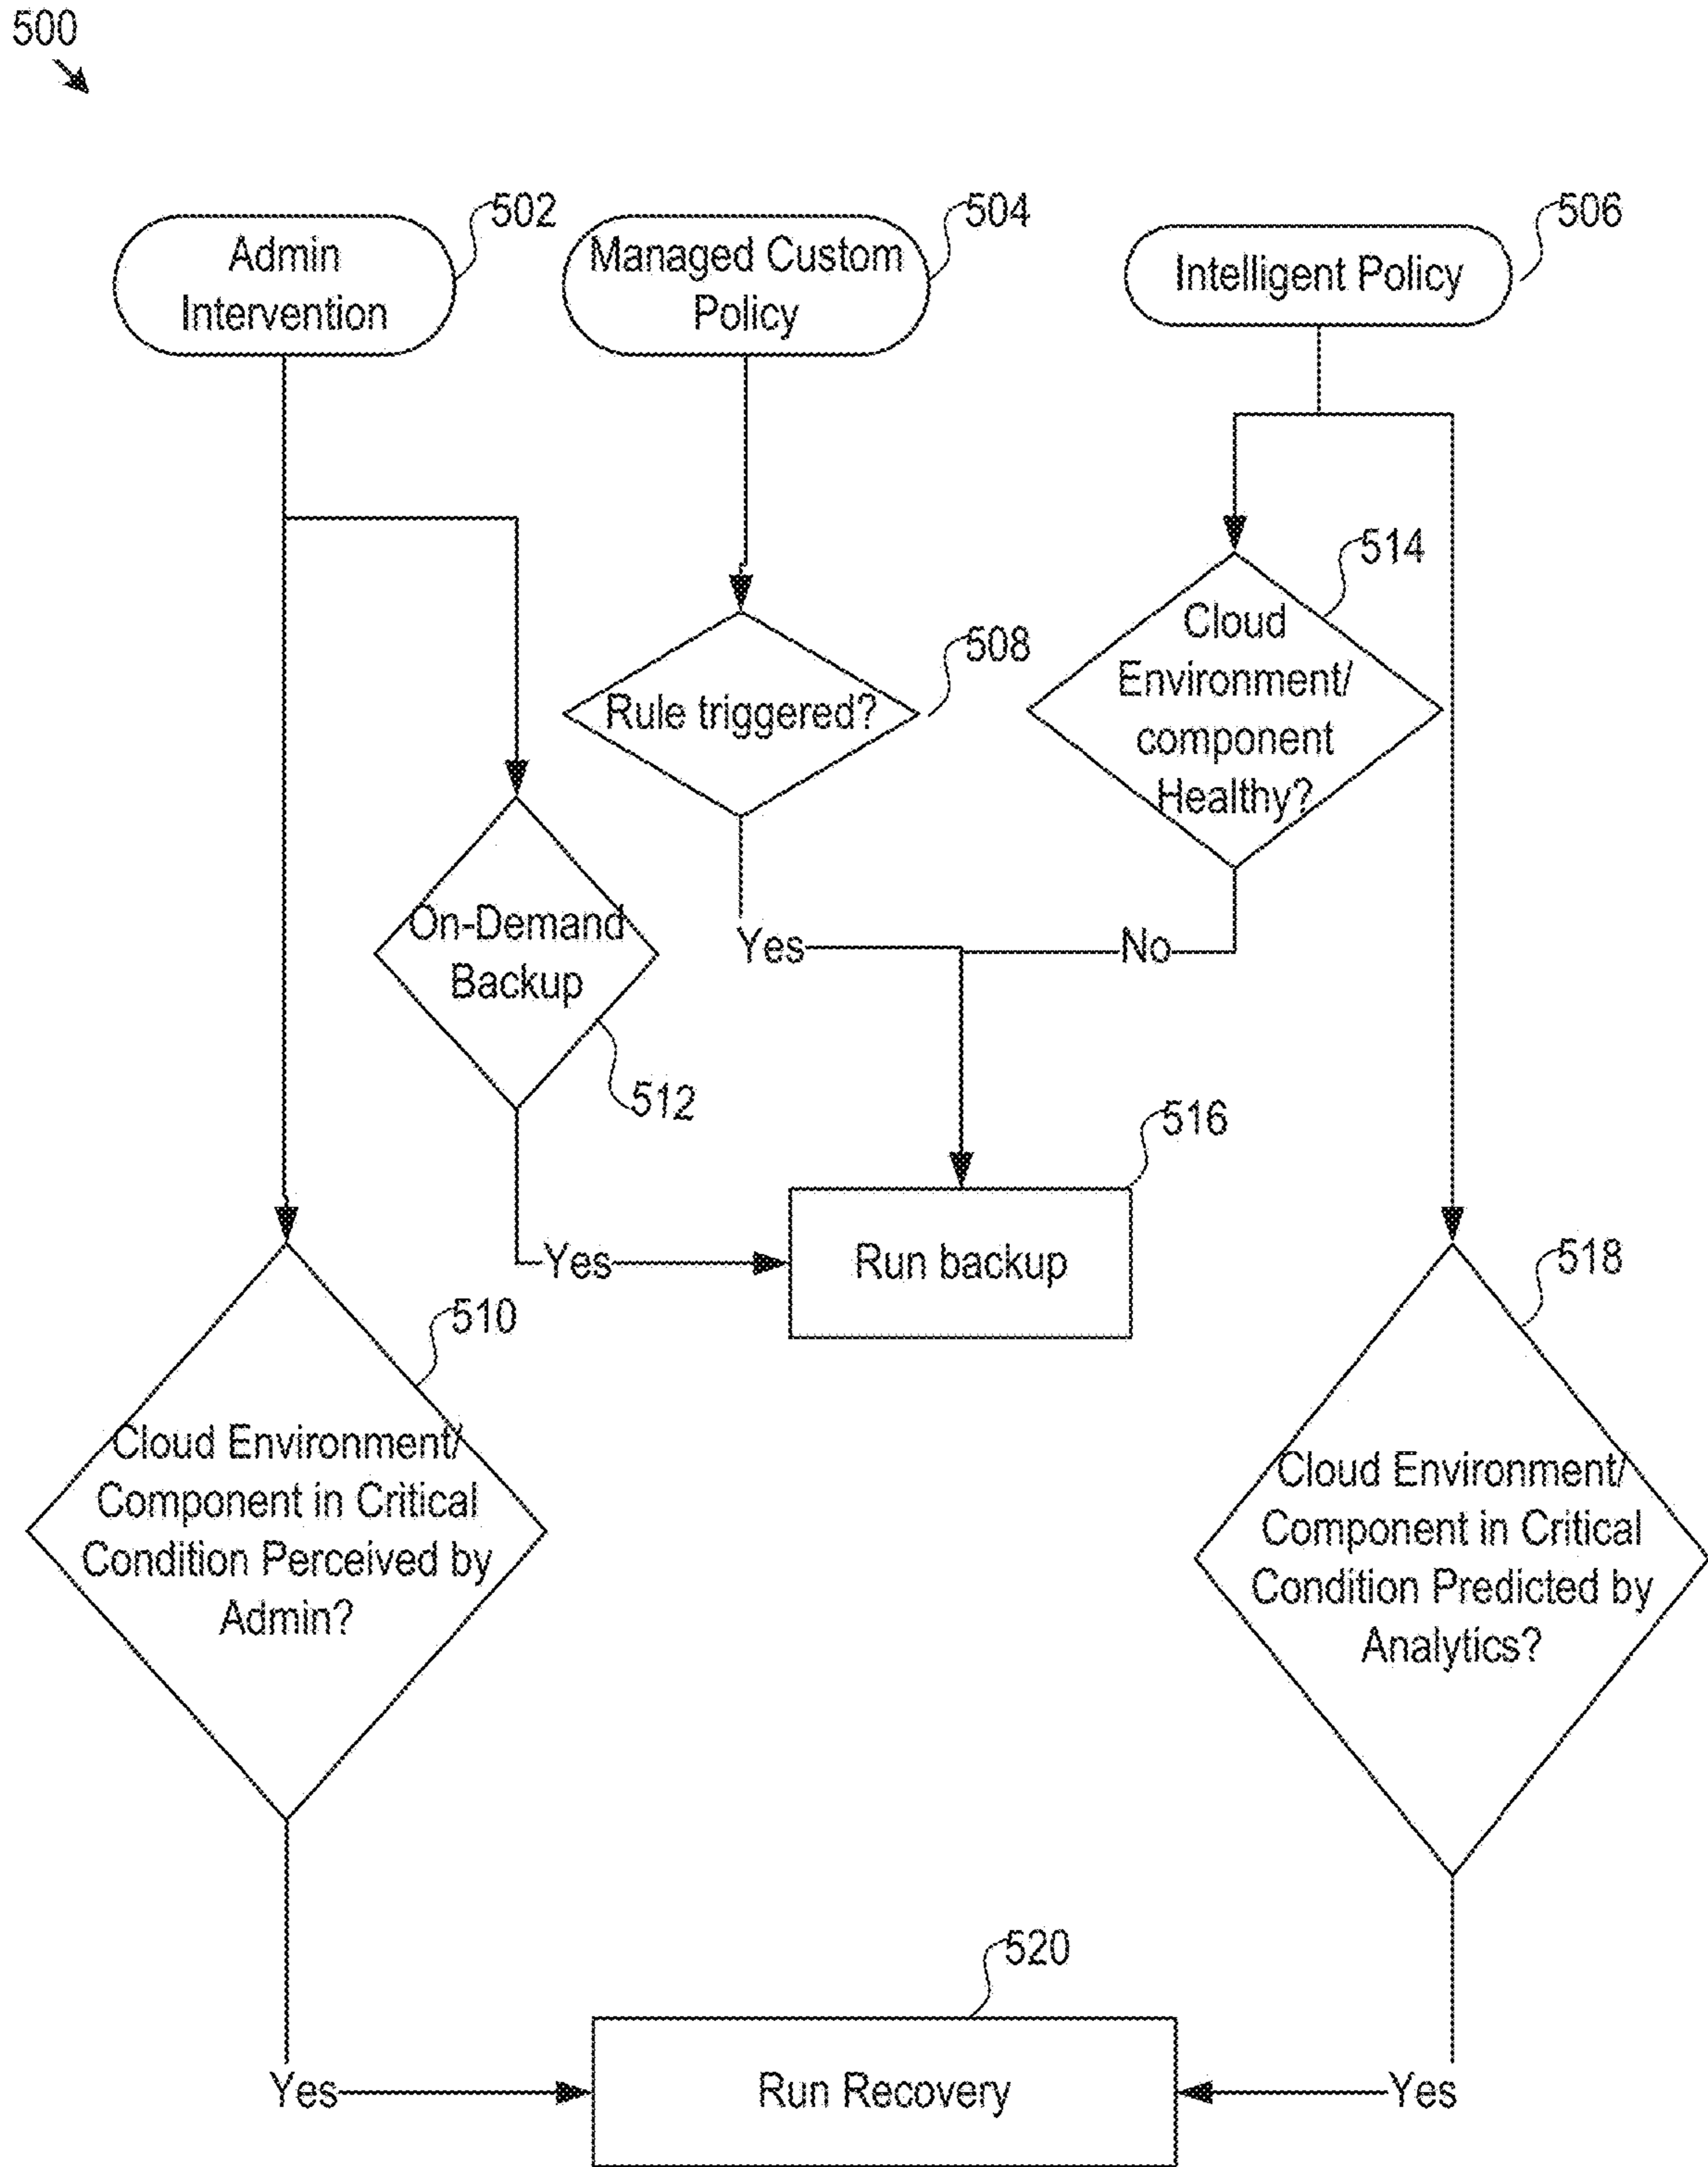 500
502
Admin
Intervention
504
Managed Custom
Policy
506
Intelligent Policy
514
Cloud
Environment/
component
Healthy?
508
Rule triggered?
On-Demand
Backup
512
Yes
No
516
Run backup
Yes
510
Cloud Environment/
Component in Critical
Condition Perceived by
Admin?
518
Cloud Environment/
Component in Critical
Condition Predicted by
Analytics?
520
Yes
Run Recovery
Yes